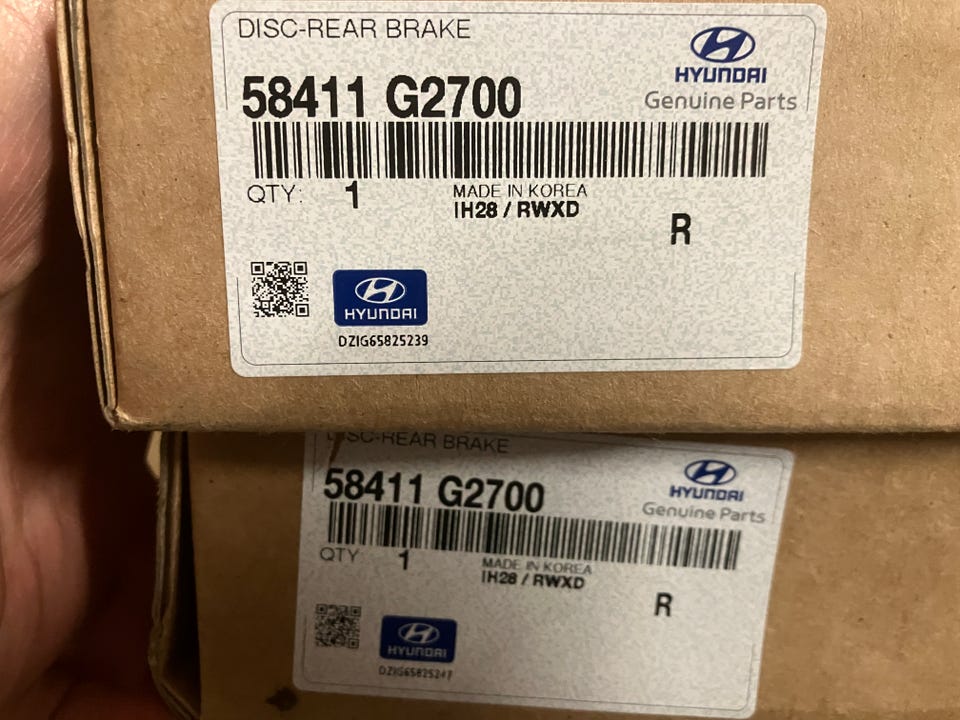 DISC-REAR BRAKE
HYUNDAI
Genuine Parts
58411 G2700
QTY: 1
MADE IN KOREA
IH28 / RWXD
R
HYUNDAI
DZIG65825239
DISC-REAR BRAKE
HYUNDAI
Genuine Parts
58411 G2700
QTY 1
MADE IN KOREA
IH28 / RWXD
R
HYUNDAI
DZIG65825247